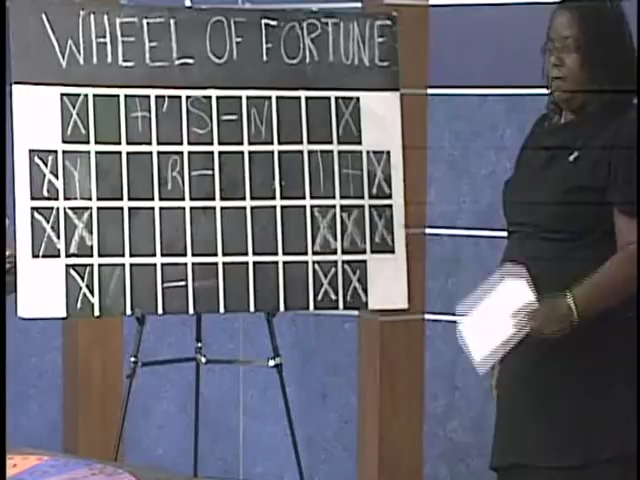 WHEEL OF FORTUNE
X + ' S - N X
X Y R - I + X
X X X X X
X / - - X X